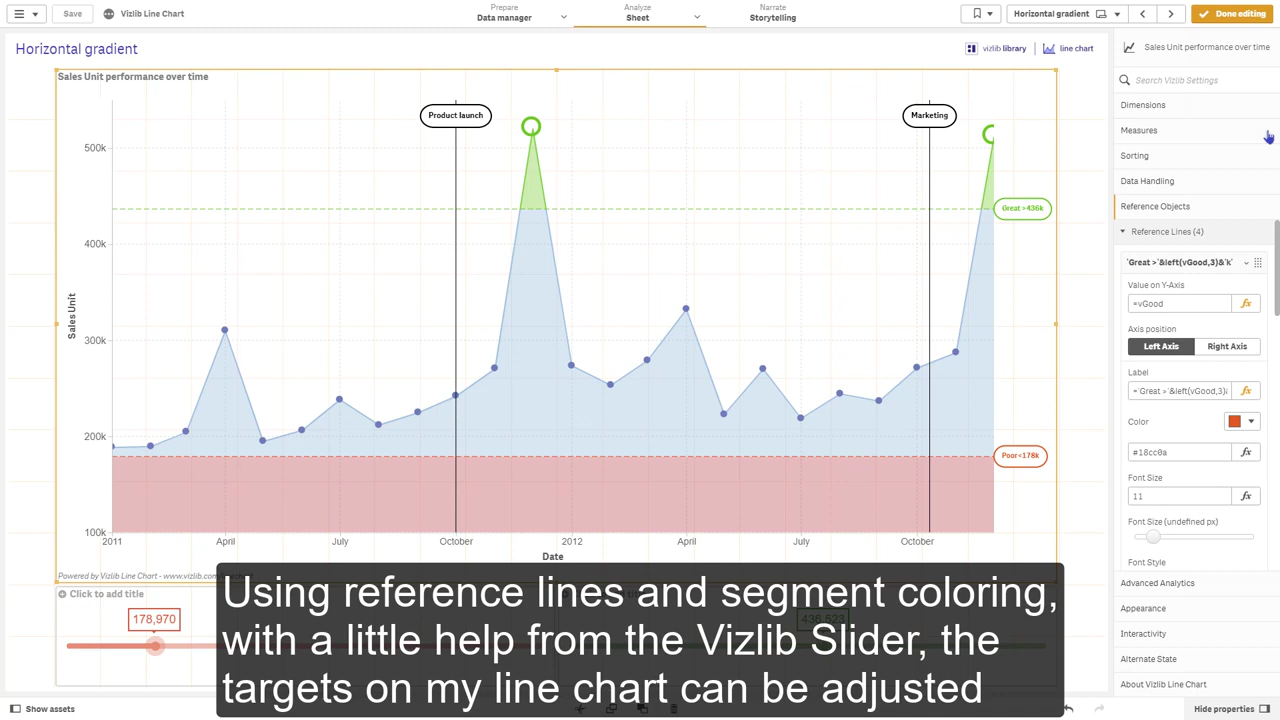 Save
Vizlib Line Chart
Prepare
Data manager
Analyze
Sheet
Narrate
Storytelling
Horizontal gradient
Done editing
Horizontal gradient
vizlib library
line chart
Sales Unit performance over time
Product launch
Marketing
500k
400k
300k
200k
100k
Sales Unit
Great >436k
Poor<178k
2011
April
July
October
2012
April
July
October
Date
Powered by Vizlib Line Chart - www.vizlib.com
Click to add title
178,970
436,523
Using reference lines and segment coloring,
with a little help from the Vizlib Slider, the
targets on my line chart can be adjusted
Sales Unit performance over time
Search Vizlib Settings
Dimensions
Measures
Sorting
Data Handling
Reference Objects
Reference Lines (4)
'Great >'&left(vGood,3)&'k'
Value on Y-Axis
=vGood
fx
Axis position
Left Axis
Right Axis
Label
='Great >'&left(vGood,3)&
fx
Color
#18cc0a
fx
Font Size
11
fx
Font Size (undefined px)
Font Style
Advanced Analytics
Appearance
Interactivity
Alternate State
About Vizlib Line Chart
Show assets
Hide properties